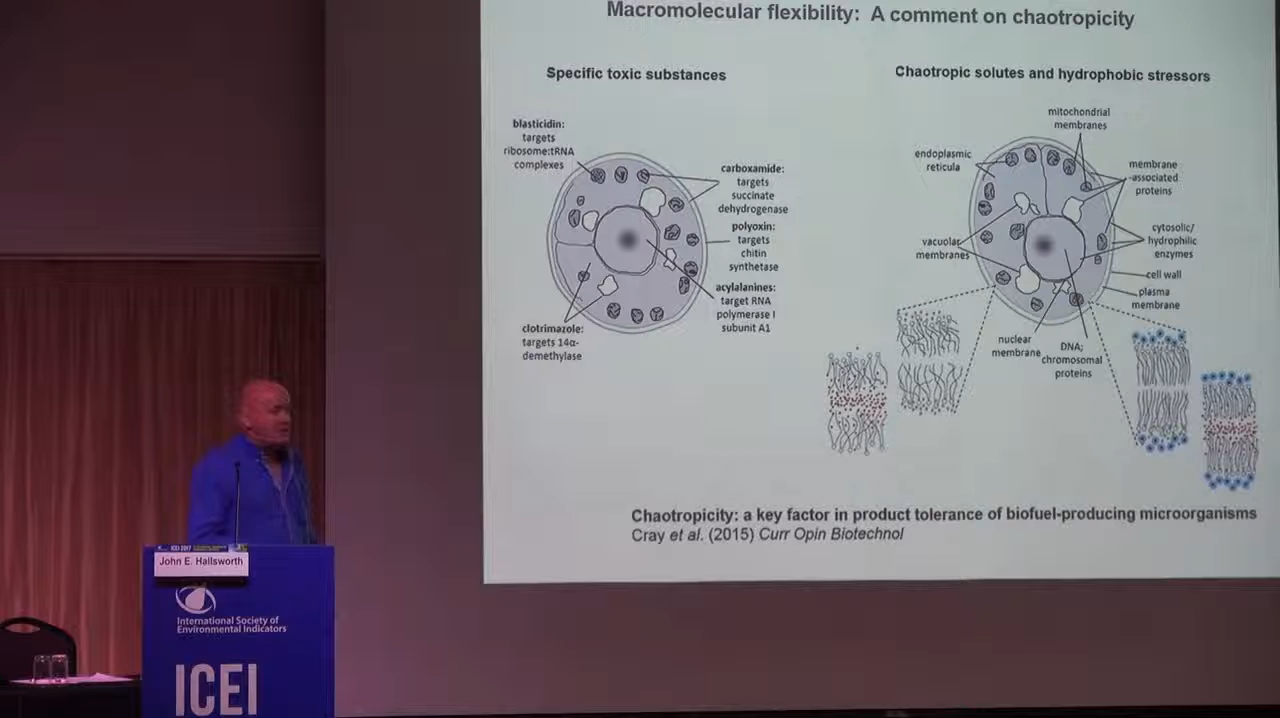 Macromolecular flexibility: A comment on chaotropicity
Specific toxic substances
blasticidin:
targets
ribosome:tRNA
complexes
carboxamide:
targets
succinate
dehydrogenase
polyoxin:
targets
chitin
synthetase
acylalanines:
target RNA
polymerase I
subunit A1
clotrimazole:
targets 14α-
demethylase
Chaotropic solutes and hydrophobic stressors
mitochondrial
membranes
endoplasmic
reticula
membrane
-associated
proteins
cytosolic/
hydrophilic
enzymes
vacuolar
membranes
cell wall
plasma
membrane
nuclear
membrane
DNA;
chromosomal
proteins
Chaotropicity: a key factor in product tolerance of biofuel-producing microorganisms
Cray et al. (2015) Curr Opin Biotechnol
ICEI 2017
John E. Hallsworth
International Society of
Environmental Indicators
ICEI